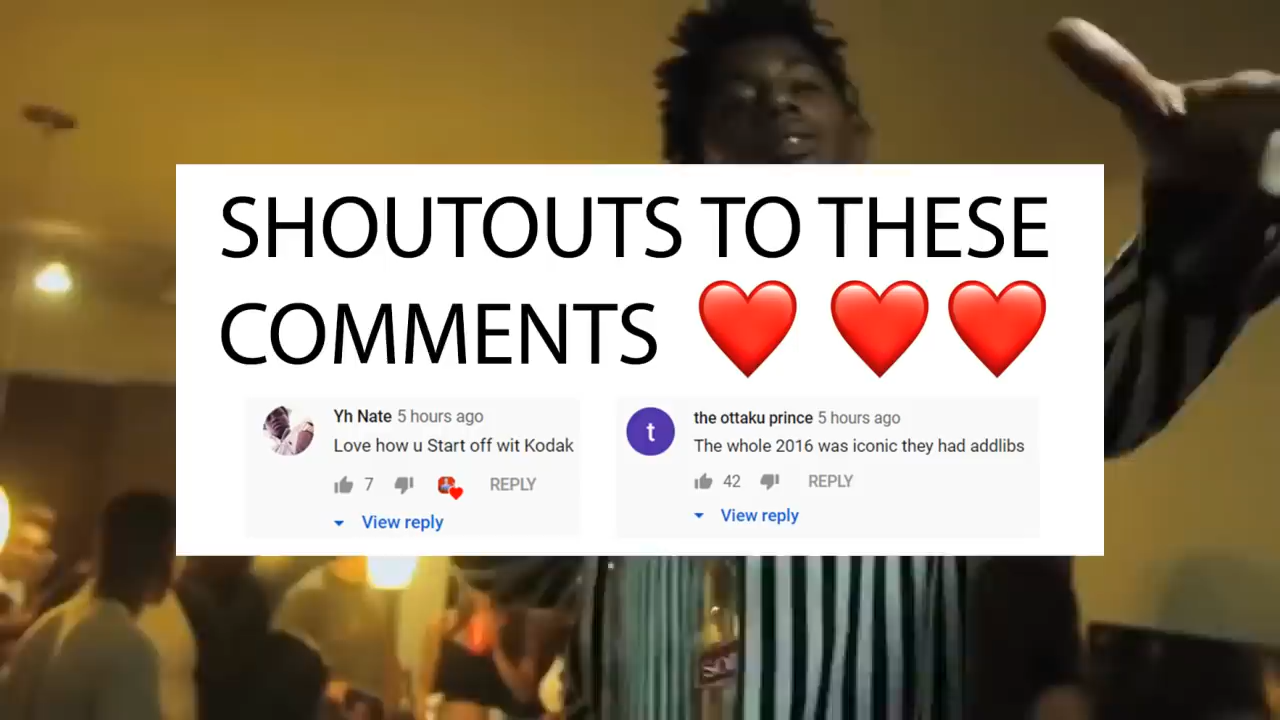 SHOUTOUTS TO THESE
COMMENTS
Yh Nate 5 hours ago
Love how u Start off wit Kodak
7 REPLY
View reply
t
the ottaku prince 5 hours ago
The whole 2016 was iconic they had addlibs
42 REPLY
View reply